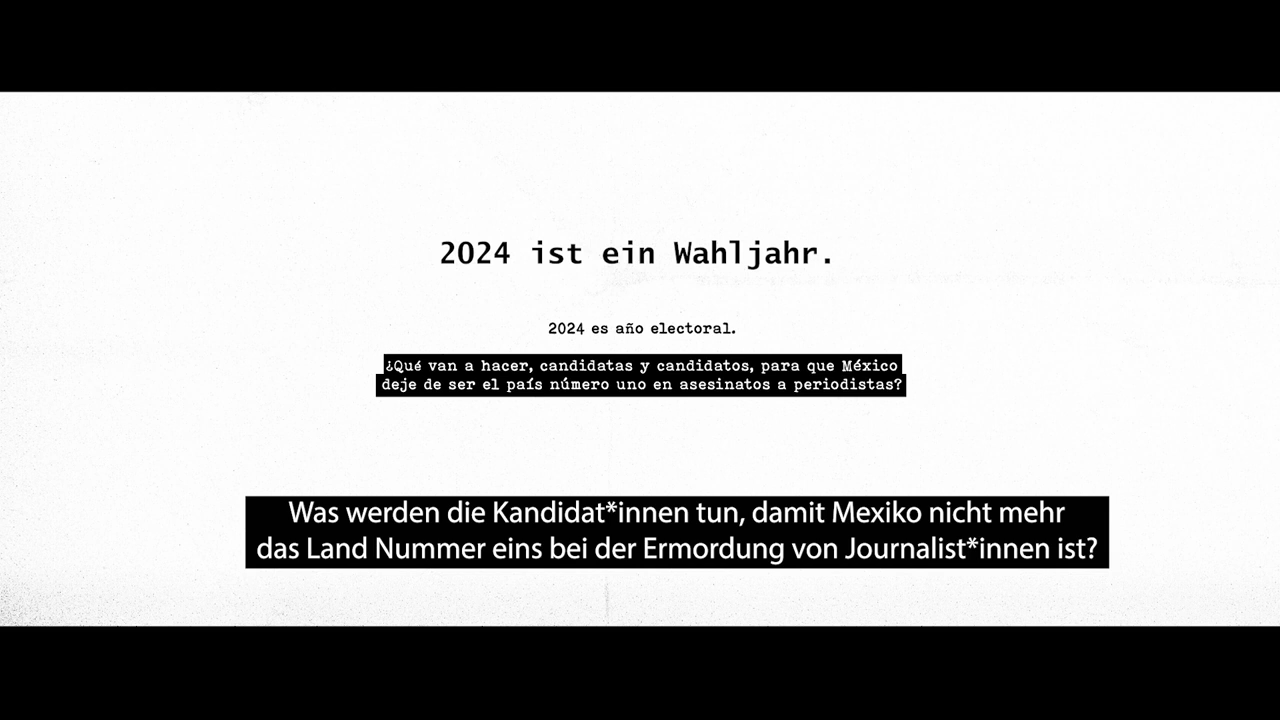 2024 ist ein Wahljahr.
2024 es año electoral.
¿Qué van a hacer, candidatas y candidatos, para que México
deje de ser el país número uno en asesinatos a periodistas?
Was werden die Kandidat*innen tun, damit Mexiko nicht mehr
das Land Nummer eins bei der Ermordung von Journalist*innen ist?